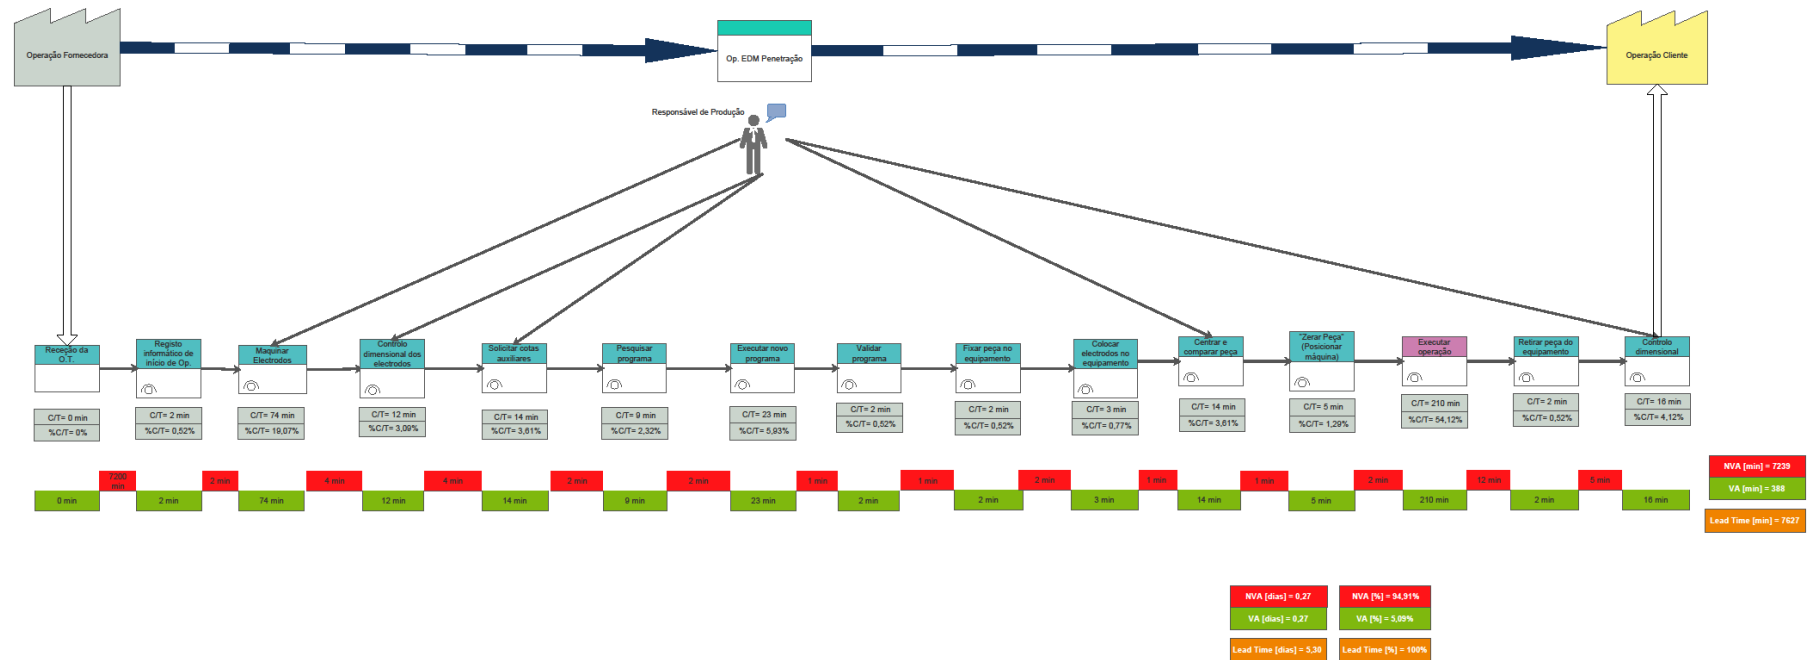 Operação Fornecedora
Op. EDM Penetração
Operação Cliente
Responsável de Produção
Receção da
O.T.
Registo
informático de
início de Op.
Maquinar
Electrodos
Controlo
dimensional dos
electrodos
Solicitar cotas
auxiliares
Pesquisar
programa
Executar novo
programa
Validar
programa
Fixar peça no
equipamento
Colocar
electrodos no
equipamento
Centrar e
comparar peça
"Zerar Peça"
(Posicionar
máquina)
Executar
operação
Retirar peça do
equipamento
Controlo
dimensional
C/T= 0 min
%C/T= 0%
C/T= 2 min
%C/T= 0,52%
C/T= 74 min
%C/T= 19,07%
C/T= 12 min
%C/T= 3,09%
C/T= 14 min
%C/T= 3,61%
C/T= 9 min
%C/T= 2,32%
C/T= 23 min
%C/T= 5,93%
C/T= 2 min
%C/T= 0,52%
C/T= 2 min
%C/T= 0,52%
C/T= 3 min
%C/T= 0,77%
C/T= 14 min
%C/T= 3,61%
C/T= 5 min
%C/T= 1,29%
C/T= 210 min
%C/T= 54,12%
C/T= 2 min
%C/T= 0,52%
C/T= 16 min
%C/T= 4,12%
7200
min
2 min
4 min
4 min
2 min
2 min
1 min
1 min
2 min
1 min
1 min
2 min
12 min
5 min
0 min
2 min
74 min
12 min
14 min
9 min
23 min
2 min
2 min
3 min
14 min
5 min
210 min
2 min
16 min
NVA [min] = 7239
VA [min] = 388
Lead Time [min] = 7627
NVA [dias] = 0,27
VA [dias] = 0,27
Lead Time [dias] = 5,30
NVA [%] = 94,91%
VA [%] = 5,09%
Lead Time [%] = 100%